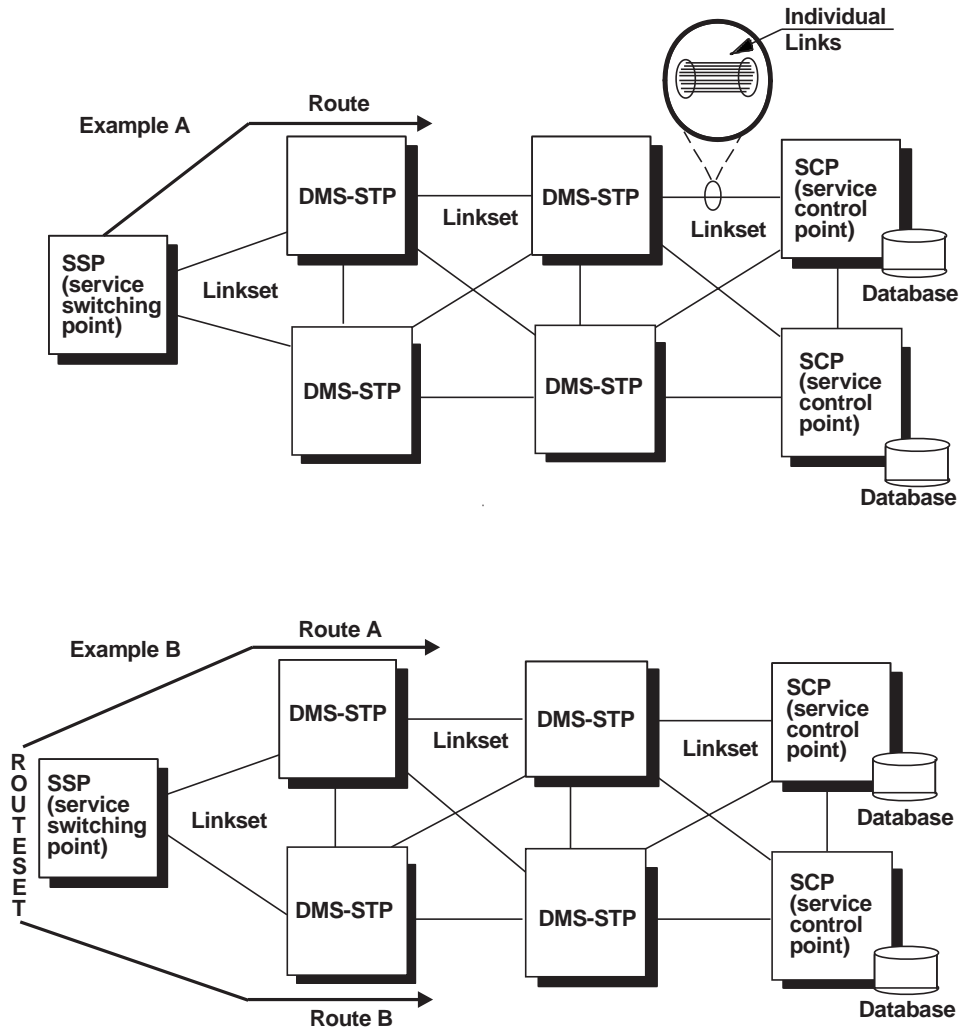 Individual
Links
Route
Example A
DMS-STP
DMS-STP
SCP
(service
control
point)
Linkset
Linkset
SSP
(service
switching
point)
Linkset
Database
DMS-STP
DMS-STP
SCP
(service
control
point)
Database
Route A
Example B
DMS-STP
DMS-STP
SCP
(service
control
point)
Linkset
Linkset
ROUTESET
SSP
(service
switching
point)
Linkset
Database
DMS-STP
DMS-STP
SCP
(service
control
point)
Database
Route B